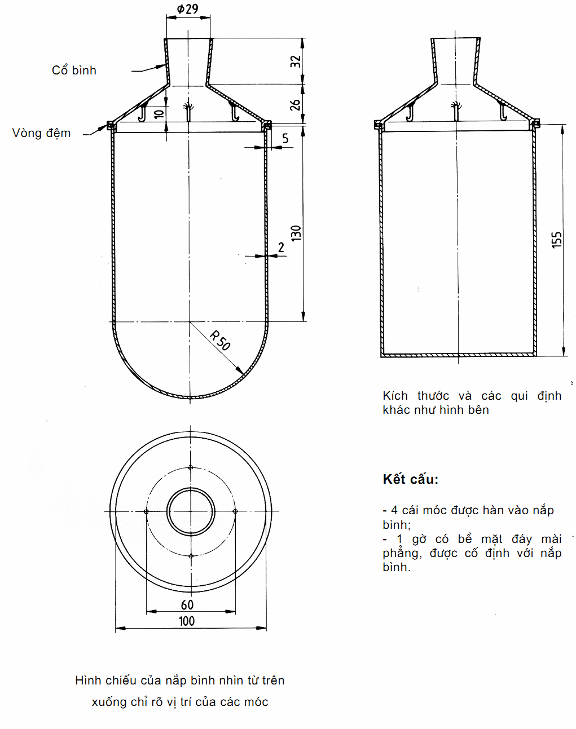 Φ29
Cổ bình
32
26
10
Vòng đệm
5
130
155
2
R50
Kích thước và các qui định
khác như hình bên
Kết cấu:
- 4 cái móc được hàn vào nắp
bình;
- 1 gờ có bề mặt đáy mài
phẳng, được cố định với nắp
bình.
60
100
Hình chiếu của nắp bình nhìn từ trên
xuống chỉ rõ vị trí của các móc